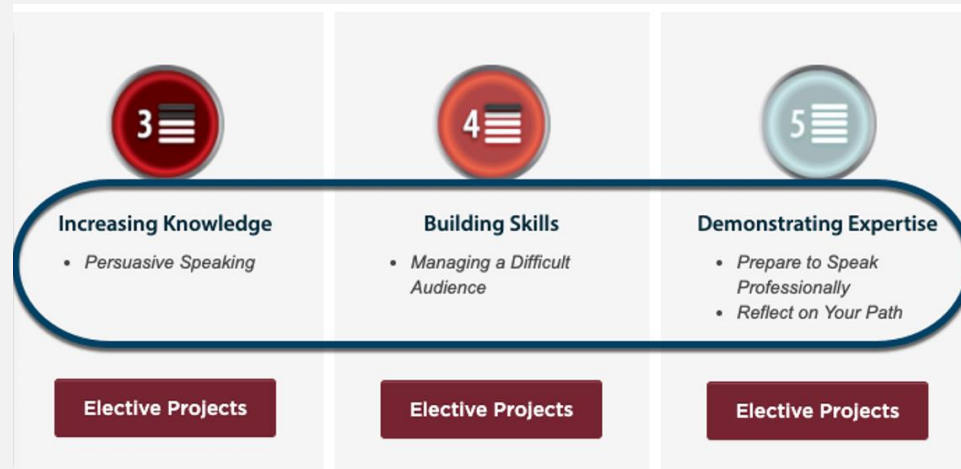 3
4
5
Increasing Knowledge
• Persuasive Speaking
Building Skills
• Managing a Difficult
Audience
Demonstrating Expertise
• Prepare to Speak
Professionally
• Reflect on Your Path
Elective Projects
Elective Projects
Elective Projects